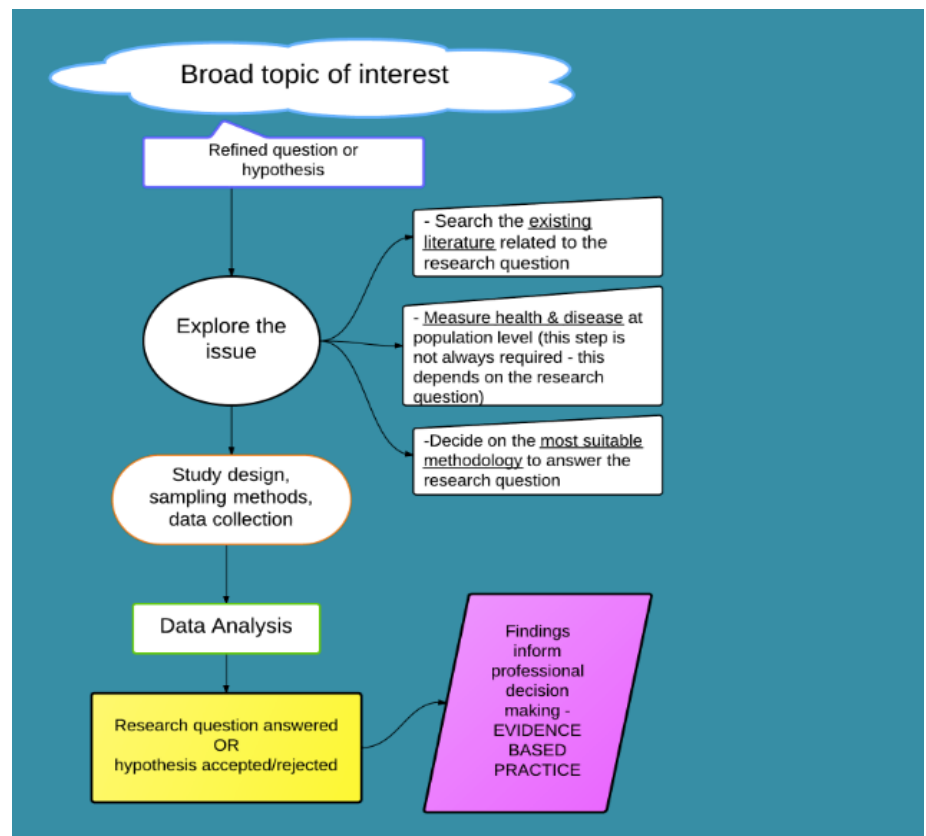 Broad topic of interest
Refined question or
hypothesis
- Search the existing
literature related to the
research question
Explore the
issue
- Measure health & disease at
population level (this step is
not always required - this
depends on the research
question)
-Decide on the most suitable
methodology to answer the
research question
Study design,
sampling methods,
data collection
Data Analysis
Research question answered
OR
hypothesis accepted/rejected
Findings
inform
professional
decision
making -
EVIDENCE
BASED
PRACTICE